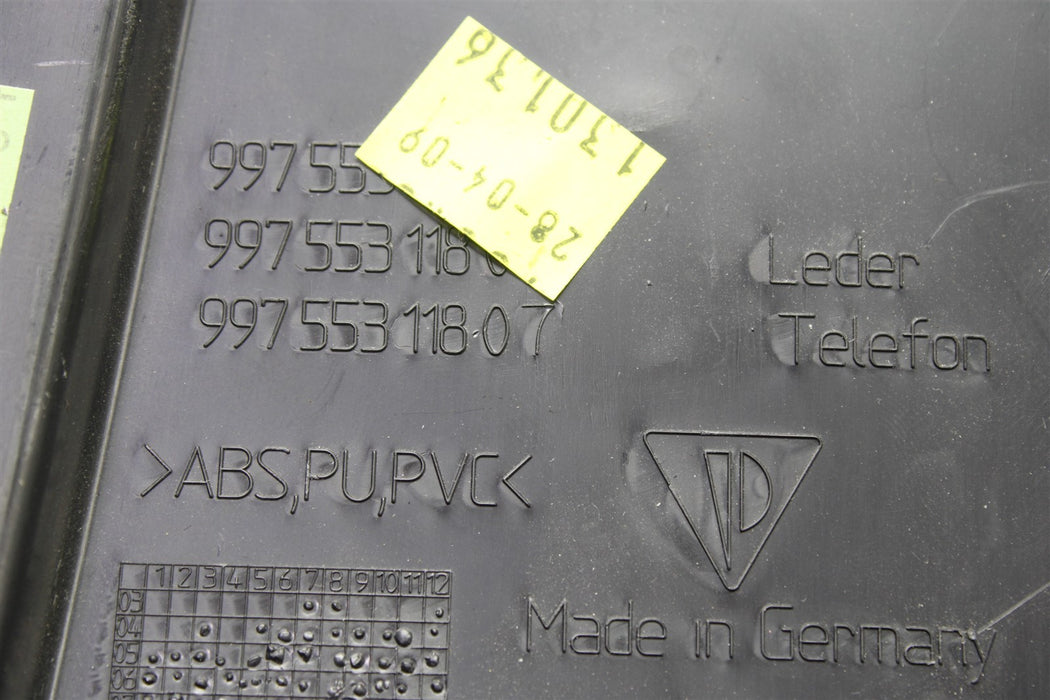 130136
28-04-09
997 553
997 553 118 0
997 553 118 07
Leder
Telefon
>ABS,PU,PVC<
1 2 3 4 5 6 7 8 9 10 11 12
03
04
05
06
Made in Germany